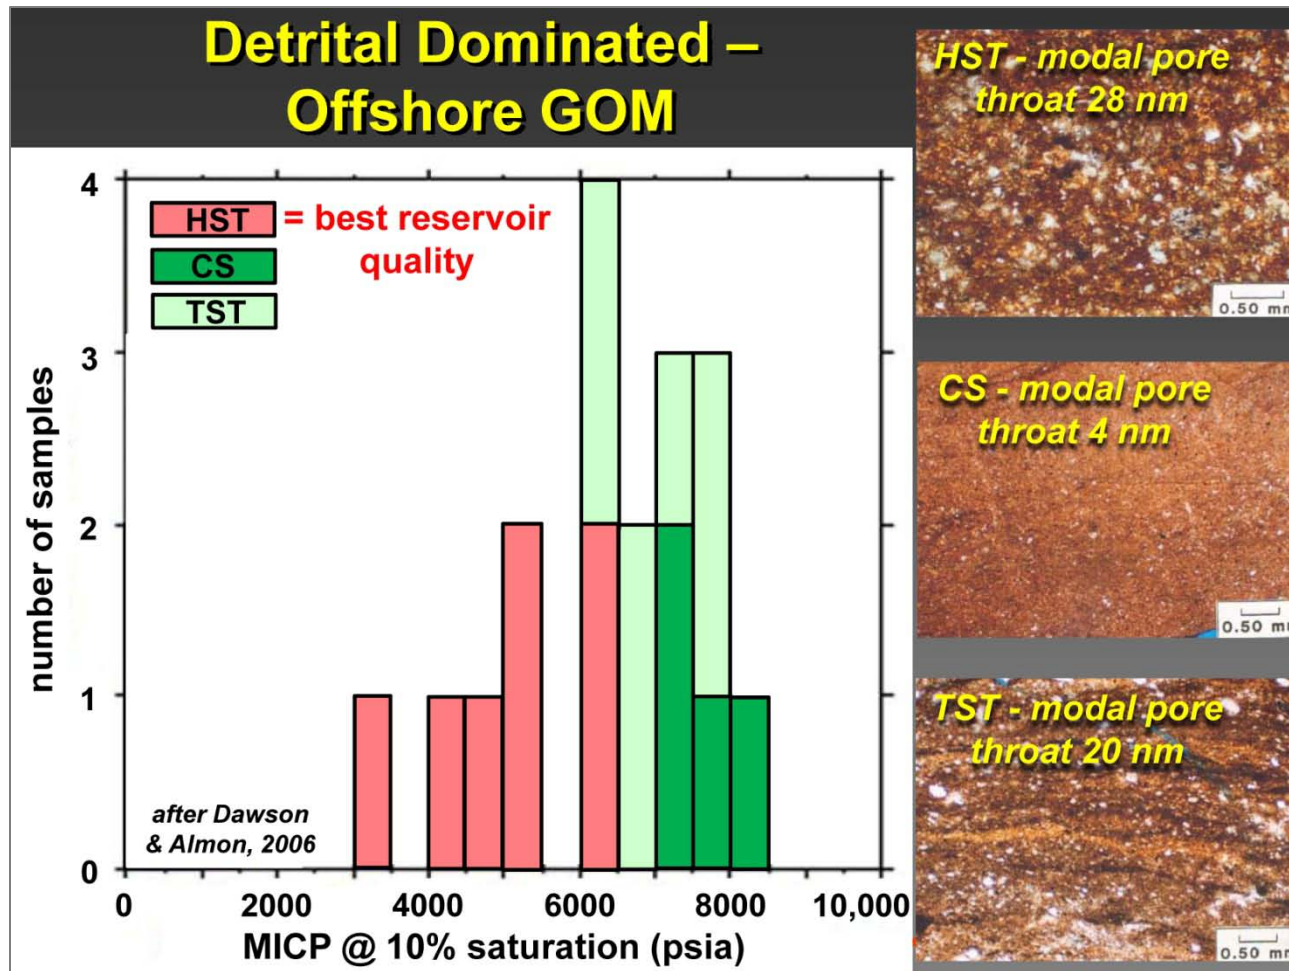 Detrital Dominated –
Offshore GOM
4
3
2
1
0
number of samples
HST = best reservoir
quality
CS
TST
after Dawson
& Almon, 2006
0 2000 4000 6000 8000 10,000
MICP @ 10% saturation (psia)
HST - modal pore
throat 28 nm
0.50 mm
CS - modal pore
throat 4 nm
0.50 mm
TST - modal pore
throat 20 nm
0.50 mm